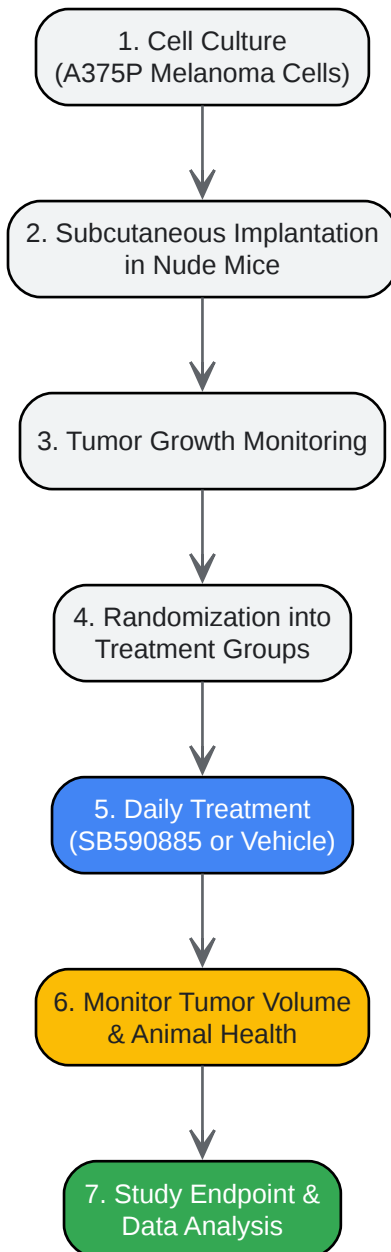 1. Cell Culture
(A375P Melanoma Cells)
2. Subcutaneous Implantation
in Nude Mice
3. Tumor Growth Monitoring
4. Randomization into
Treatment Groups
5. Daily Treatment
(SB590885 or Vehicle)
6. Monitor Tumor Volume
& Animal Health
7. Study Endpoint &
Data Analysis